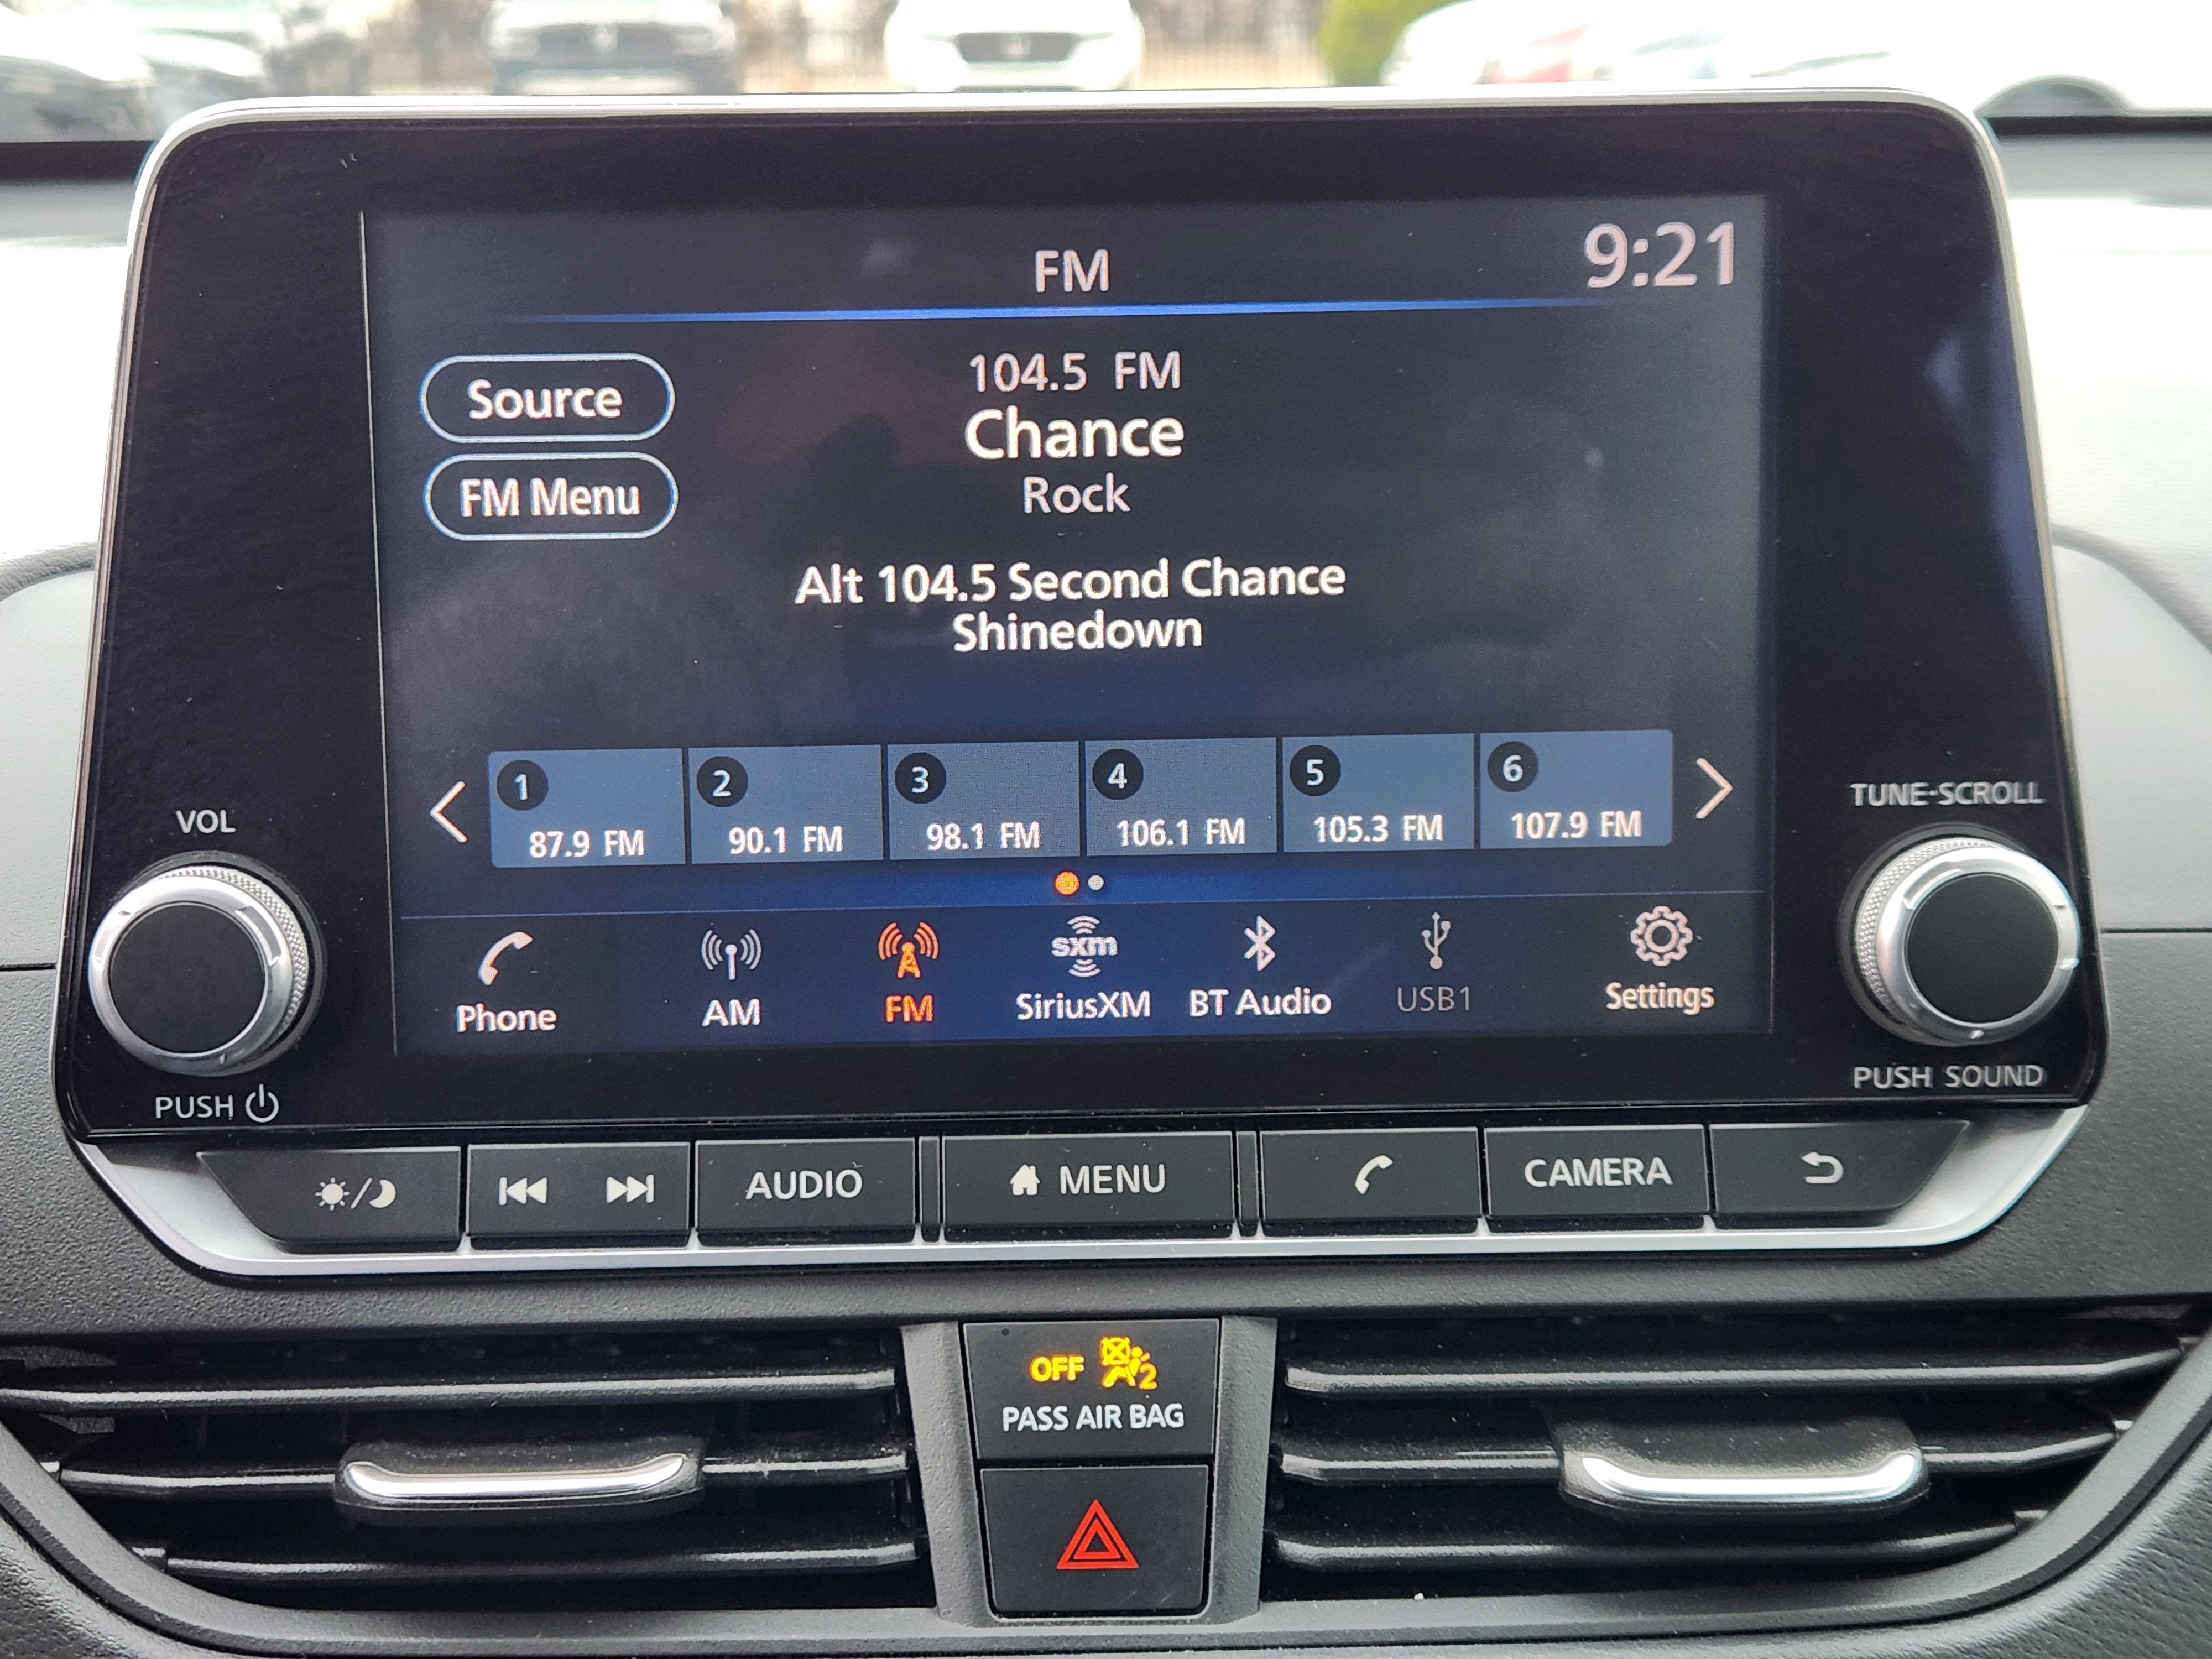 FM
9:21
Source
104.5 FM
Chance
FM Menu
Rock
Alt 104.5 Second Chance
Shinedown
1 2 3 4 5 6
87.9 FM 90.1 FM 98.1 FM 106.1 FM 105.3 FM 107.9 FM
VOL
TUNE·SCROLL
sxm
Phone AM FM SiriusXM BT Audio USB1 Settings
PUSH
PUSH SOUND
AUDIO MENU CAMERA
OFF 2
PASS AIR BAG